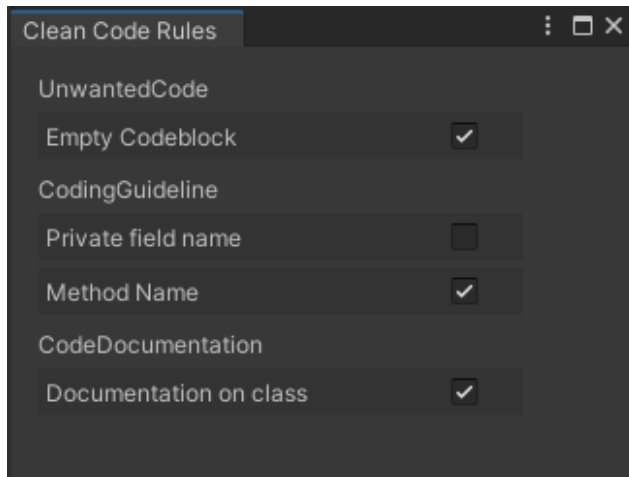 Clean Code Rules
UnwantedCode
Empty Codeblock
CodingGuideline
Private field name
Method Name
CodeDocumentation
Documentation on class